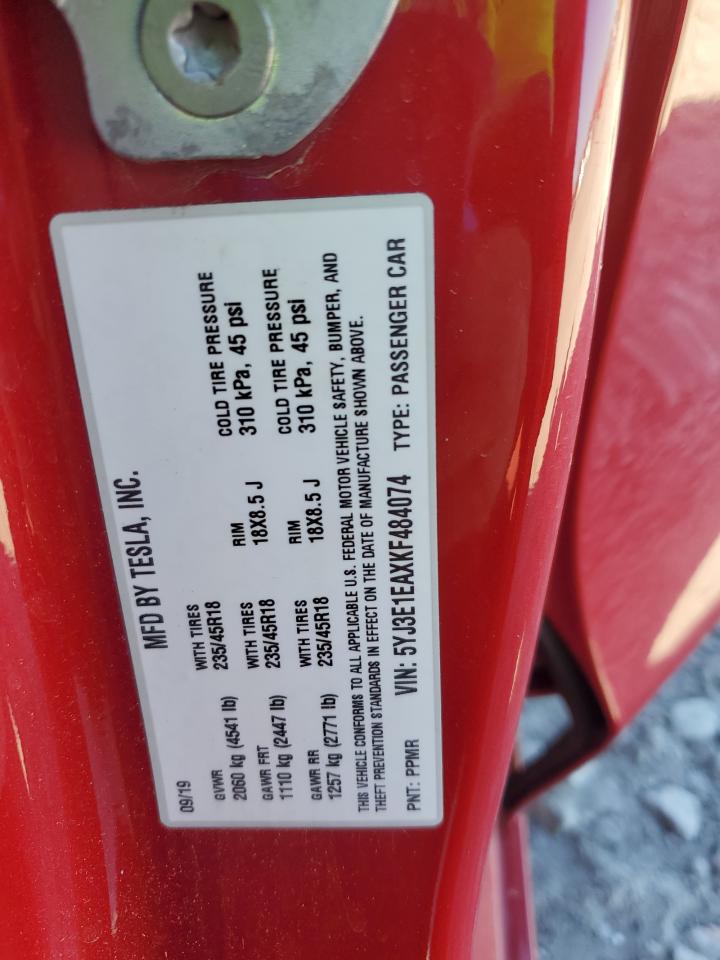 MFD BY TESLA, INC.
09/19
GVWR WITH TIRES RIM COLD TIRE PRESSURE
2060 kg (4541 lb) 235/45R18 18X8.5 J 310 kPa, 45 psi
GAWR FRT WITH TIRES RIM COLD TIRE PRESSURE
1110 kg (2447 lb) 235/45R18 18X8.5 J 310 kPa, 45 psi
GAWR RR WITH TIRES
1257 kg (2771 lb) 235/45R18
THIS VEHICLE CONFORMS TO ALL APPLICABLE U.S. FEDERAL MOTOR VEHICLE SAFETY, BUMPER, AND
THEFT PREVENTION STANDARDS IN EFFECT ON THE DATE OF MANUFACTURE SHOWN ABOVE.
PNT: PPMR VIN: 5YJ3E1EAXKF484074 TYPE: PASSENGER CAR